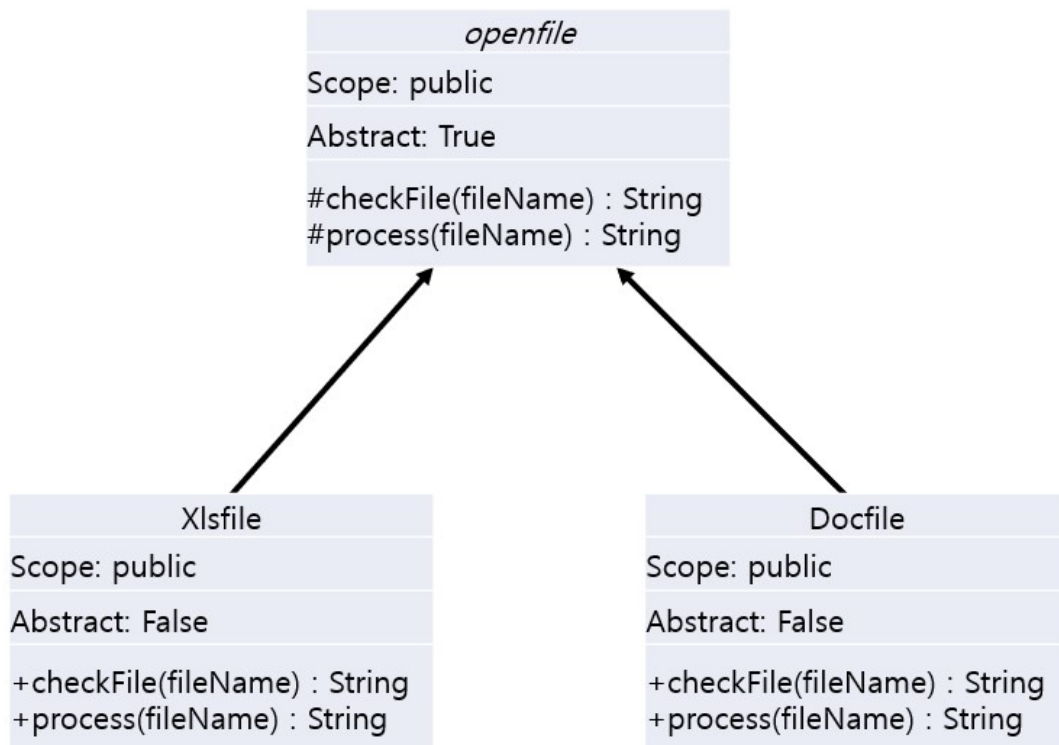 openfile
Scope: public
Abstract: True
#checkFile(fileName) : String
#process(fileName) : String
Xlsfile
Scope: public
Abstract: False
+checkFile(fileName) : String
+process(fileName) : String
Docfile
Scope: public
Abstract: False
+checkFile(fileName) : String
+process(fileName) : String